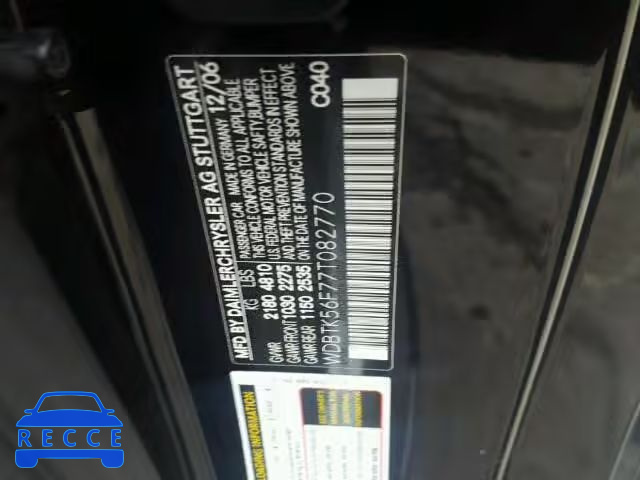 MFD BY DAIMLERCHRYSLER AG STUTTGART
12/06
KG LBS
GVWR 2180 4810
GAWR FRONT 1030 2275
GAWR REAR 1150 2535
PASSENGER CAR MADE IN GERMANY
THIS VEHICLE CONFORMS TO ALL APPLICABLE
U.S. FEDERAL MOTOR VEHICLE SAFETY, BUMPER
AND THEFT PREVENTION STANDARDS IN EFFECT
ON THE DATE OF MANUFACTURE SHOWN ABOVE
C040
WDBTK56F77T082770
LOADING INFORMATION
RECCE